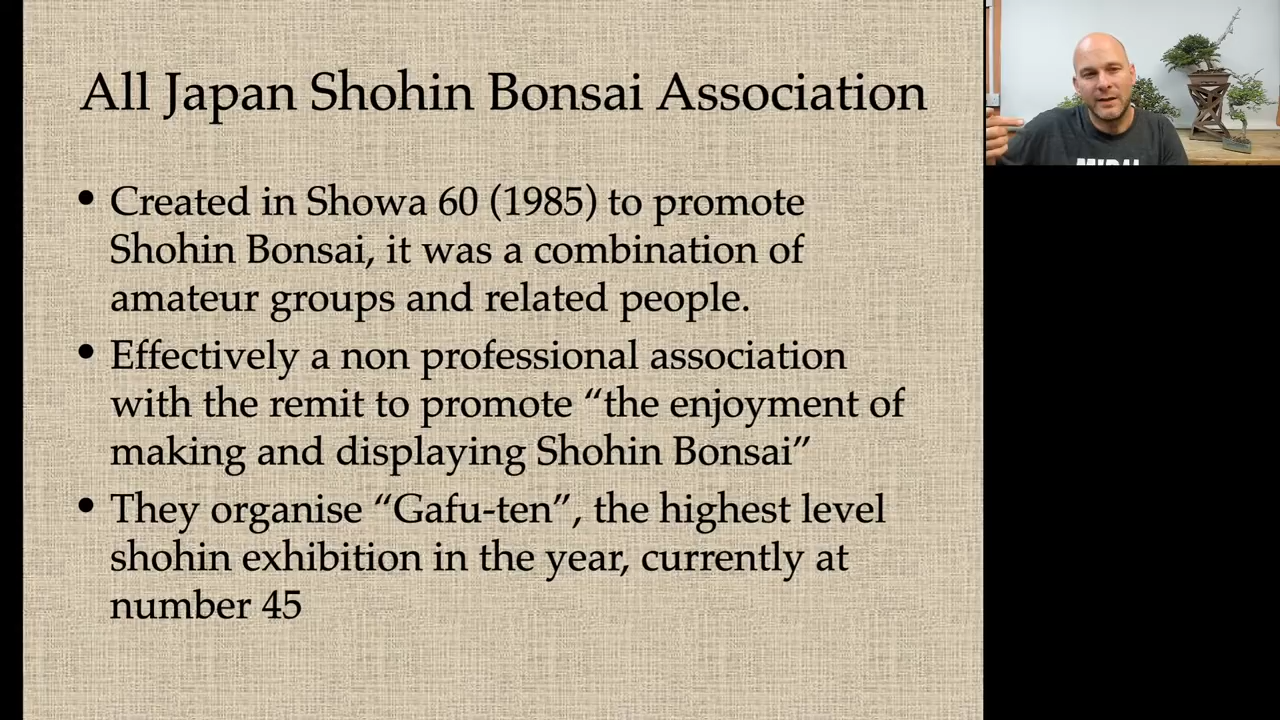 All Japan Shohin Bonsai Association
• Created in Showa 60 (1985) to promote
Shohin Bonsai, it was a combination of
amateur groups and related people.
• Effectively a non professional association
with the remit to promote “the enjoyment of
making and displaying Shohin Bonsai”
• They organise “Gafu-ten”, the highest level
shohin exhibition in the year, currently at
number 45